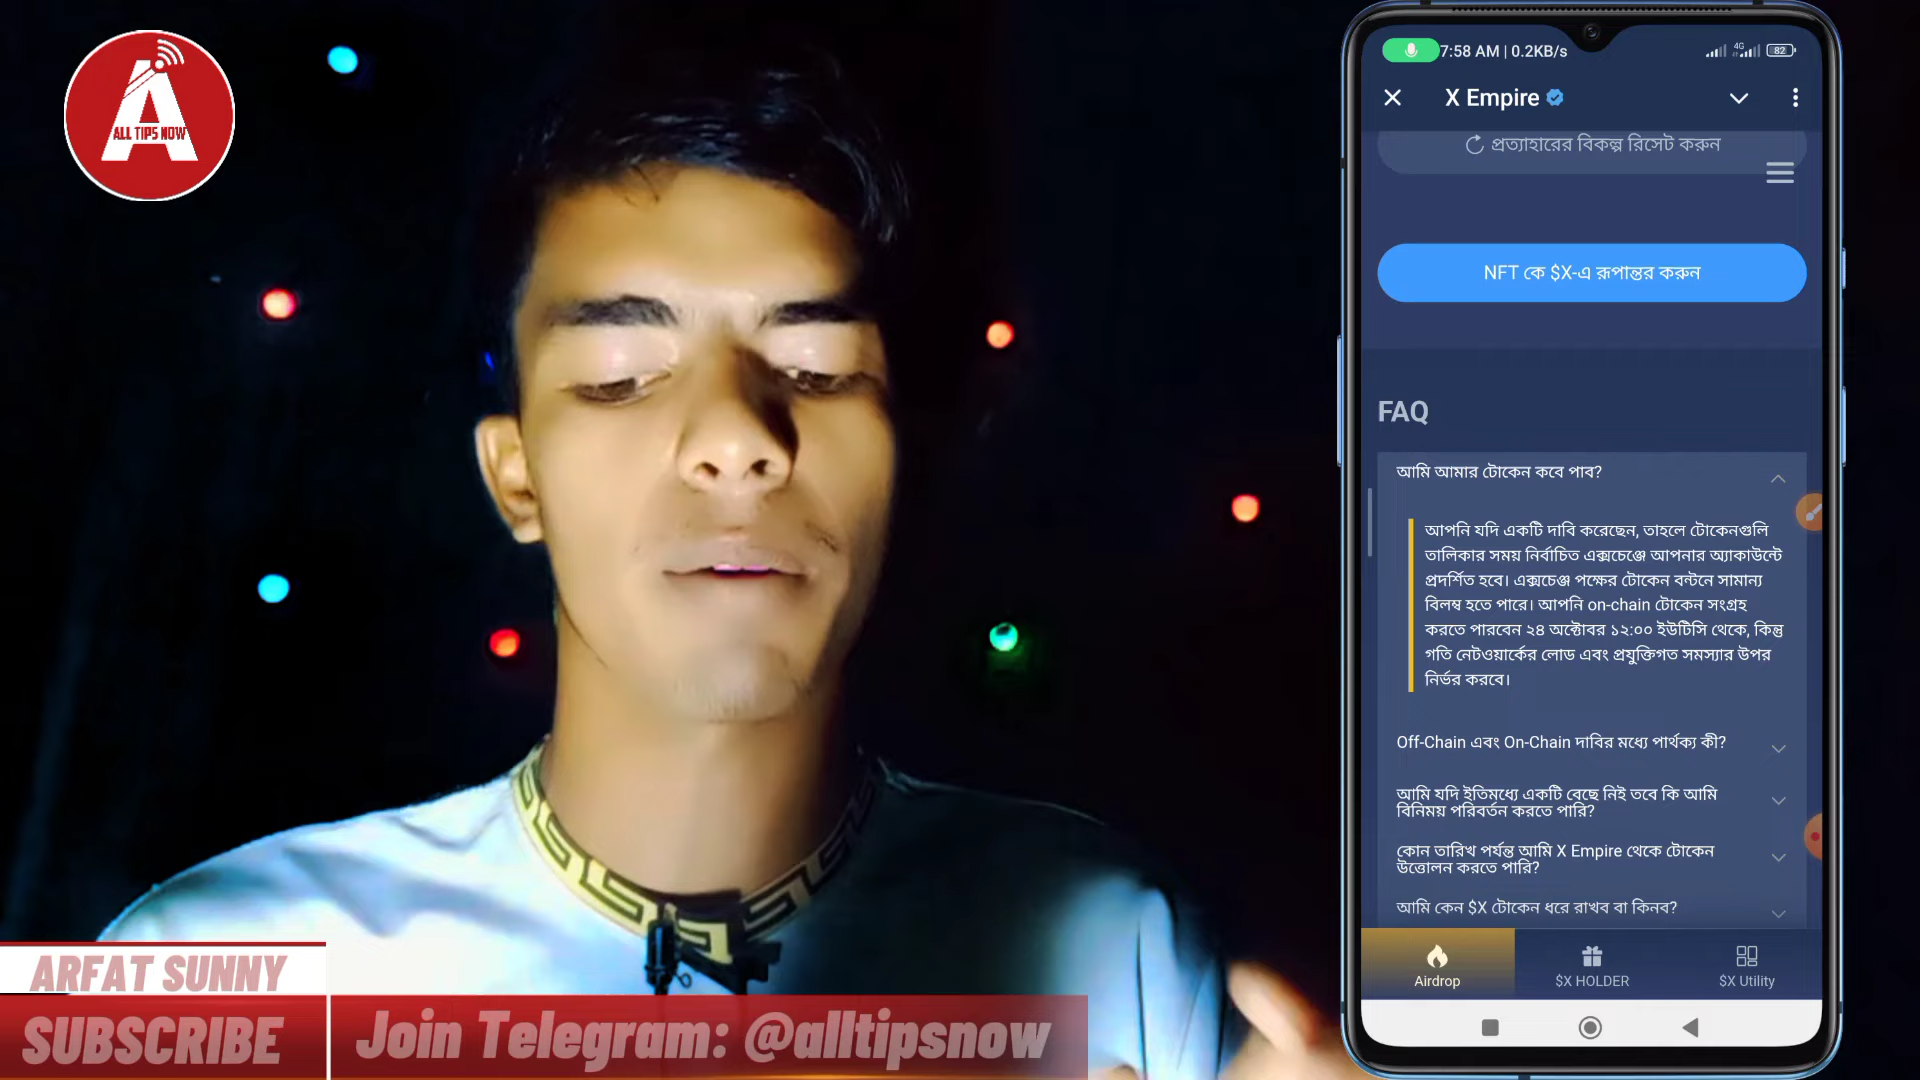 A
ALL TIPS NOW
7:58 AM | 0.2KB/s
4G
82
X Empire
প্রত্যাহারের বিকল্প রিসেট করুন
NFT কে $X-এ রূপান্তর করুন
FAQ
আমি আমার টোকেন কবে পাব?
আপনি যদি একটি দাবি করেছেন, তাহলে টোকেনগুলি
তালিকার সময় নির্বাচিত এক্সচেঞ্জে আপনার অ্যাকাউন্টে
প্রদর্শিত হবে। এক্সচেঞ্জ পক্ষের টোকেন বন্টনে সামান্য
বিলম্ব হতে পারে। আপনি on-chain টোকেন সংগ্রহ
করতে পারবেন ২৪ অক্টোবর ১২:০০ ইউটিসি থেকে, কিন্তু
গতি নেটওয়ার্কের লোড এবং প্রযুক্তিগত সমস্যার উপর
নির্ভর করবে।
Off-Chain এবং On-Chain দাবির মধ্যে পার্থক্য কী?
আমি যদি ইতিমধ্যে একটি বেছে নিই তবে কি আমি
বিনিময় পরিবর্তন করতে পারি?
কোন তারিখ পর্যন্ত আমি X Empire থেকে টোকেন
উত্তোলন করতে পারি?
আমি কেন $X টোকেন ধরে রাখব বা কিনব?
Airdrop
$X HOLDER
$X Utility
ARFAT SUNNY
SUBSCRIBE
Join Telegram: @alltipsnow